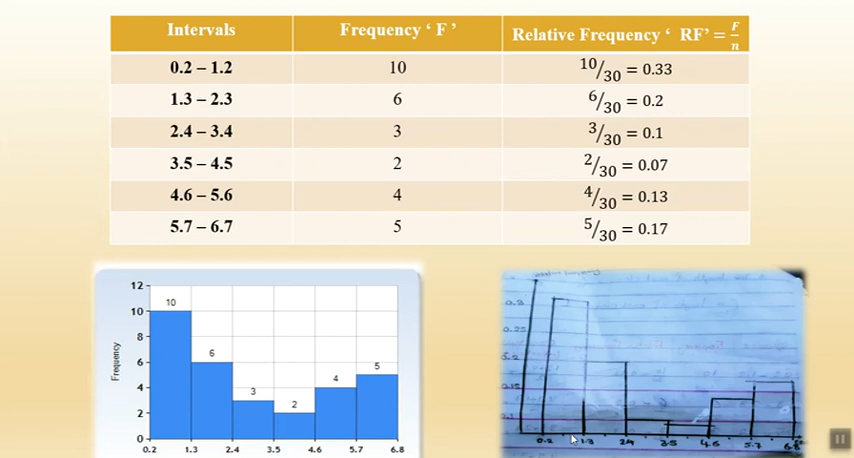 Intervals Frequency ‘ F ’ Relative Frequency ‘ RF’ = F/n
0.2 – 1.2 10 10/30 = 0.33
1.3 – 2.3 6 6/30 = 0.2
2.4 – 3.4 3 3/30 = 0.1
3.5 – 4.5 2 2/30 = 0.07
4.6 – 5.6 4 4/30 = 0.13
5.7 – 6.7 5 5/30 = 0.17
Frequency
12
10
8
6
4
2
0
10
6
3
2
4
5
0.2 1.3 2.4 3.5 4.6 5.7 6.8
0.3
0.25
0.2
0.15
0.1
0.2 1.3 2.4 3.5 4.6 5.7 6.8